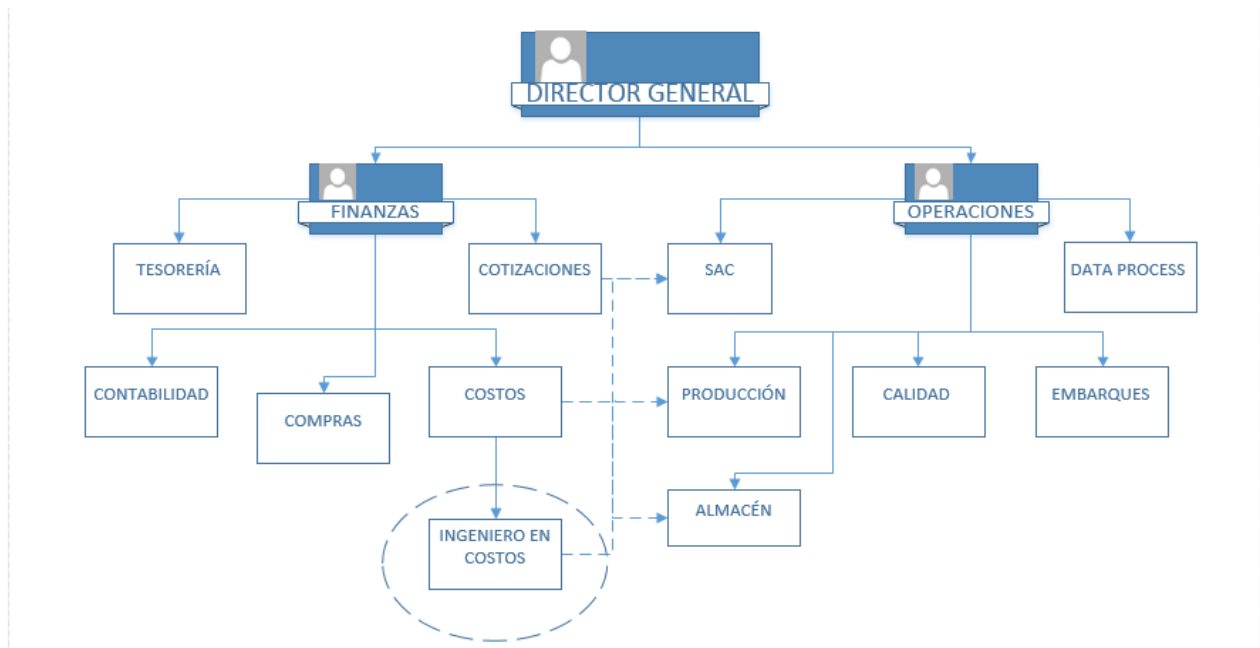 DIRECTOR GENERAL
FINANZAS
OPERACIONES
TESORERÍA
COTIZACIONES
SAC
DATA PROCESS
CONTABILIDAD
COMPRAS
COSTOS
PRODUCCIÓN
CALIDAD
EMBARQUES
ALMACÉN
INGENIERO EN
COSTOS